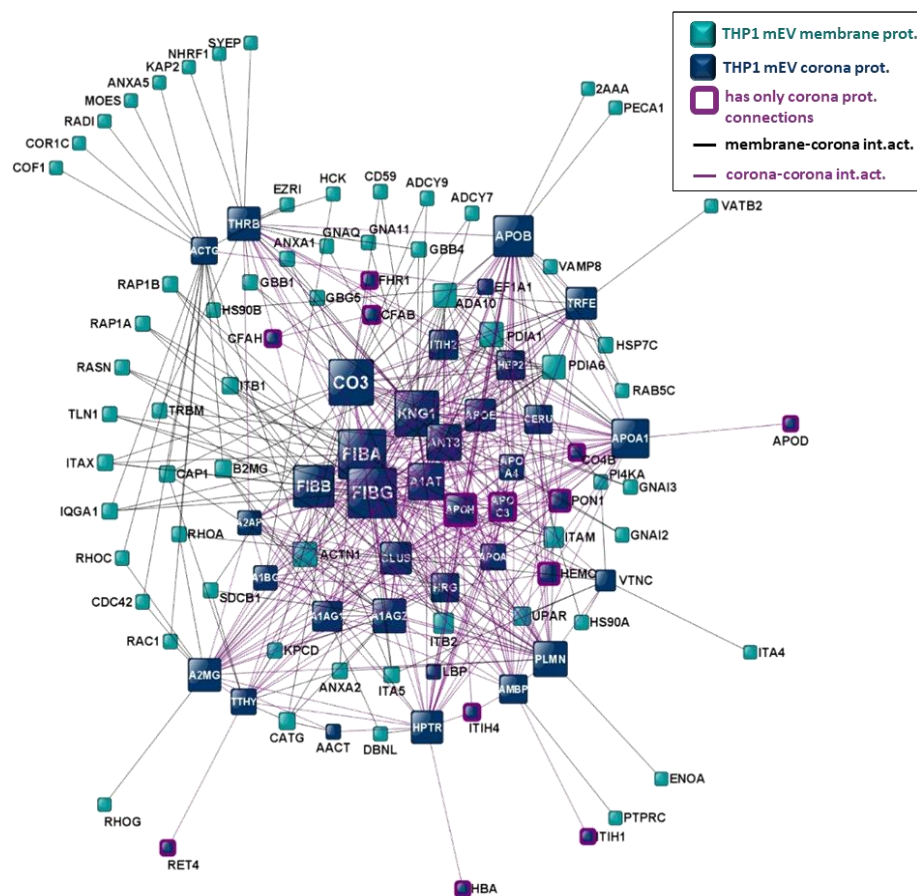 THP1 mEV membrane prot.
THP1 mEV corona prot.
has only corona prot.
connections
membrane-corona int.act.
corona-corona int.act.
SYEP
NHRF1
KAP2
ANXA5
MOES
RADI
COR1C
COF1
2AAA
PECA1
VATB2
EZRI
HCK
CD59
ADCY9
ADCY7
THRB
ACTG
ANXA1
GNAQ
GNA11
GBB4
APOB
VAMP8
RAP1B
GBB1
GBG5
FHR1
EF1A1
ADA10
TRFE
HS90B
CFAB
RAP1A
CFAH
ITIH2
PDIA1
HSP7C
RASN
ITB1
CO3
HEP2
PDIA6
RAB5C
TLN1
TRBM
KNG1
APOE
CERU
APOA1
APOD
ITAX
CAP1
B2MG
FIBA
ANT3
APO
A4
CO4B
PI4KA
GNAI3
FIBB
FIBG
A1AT
IQGA1
APOH
APO
C3
PON1
RHOA
A2AP
ITAM
GNAI2
RHOC
ACTN1
CLUS
APOA
HEMO
VTNC
CDC42
SDCB1
A1BG
HRG
RAC1
A1AG1
A1AG2
ITB2
UPAR
HS90A
KPCD
ITA4
A2MG
ANXA2
ITA5
LBP
PLMN
TTHY
AMBP
CATG
AACT
DBNL
HPTR
ITIH4
ENOA
RHOG
PTPRC
RET4
ITIH1
HBA